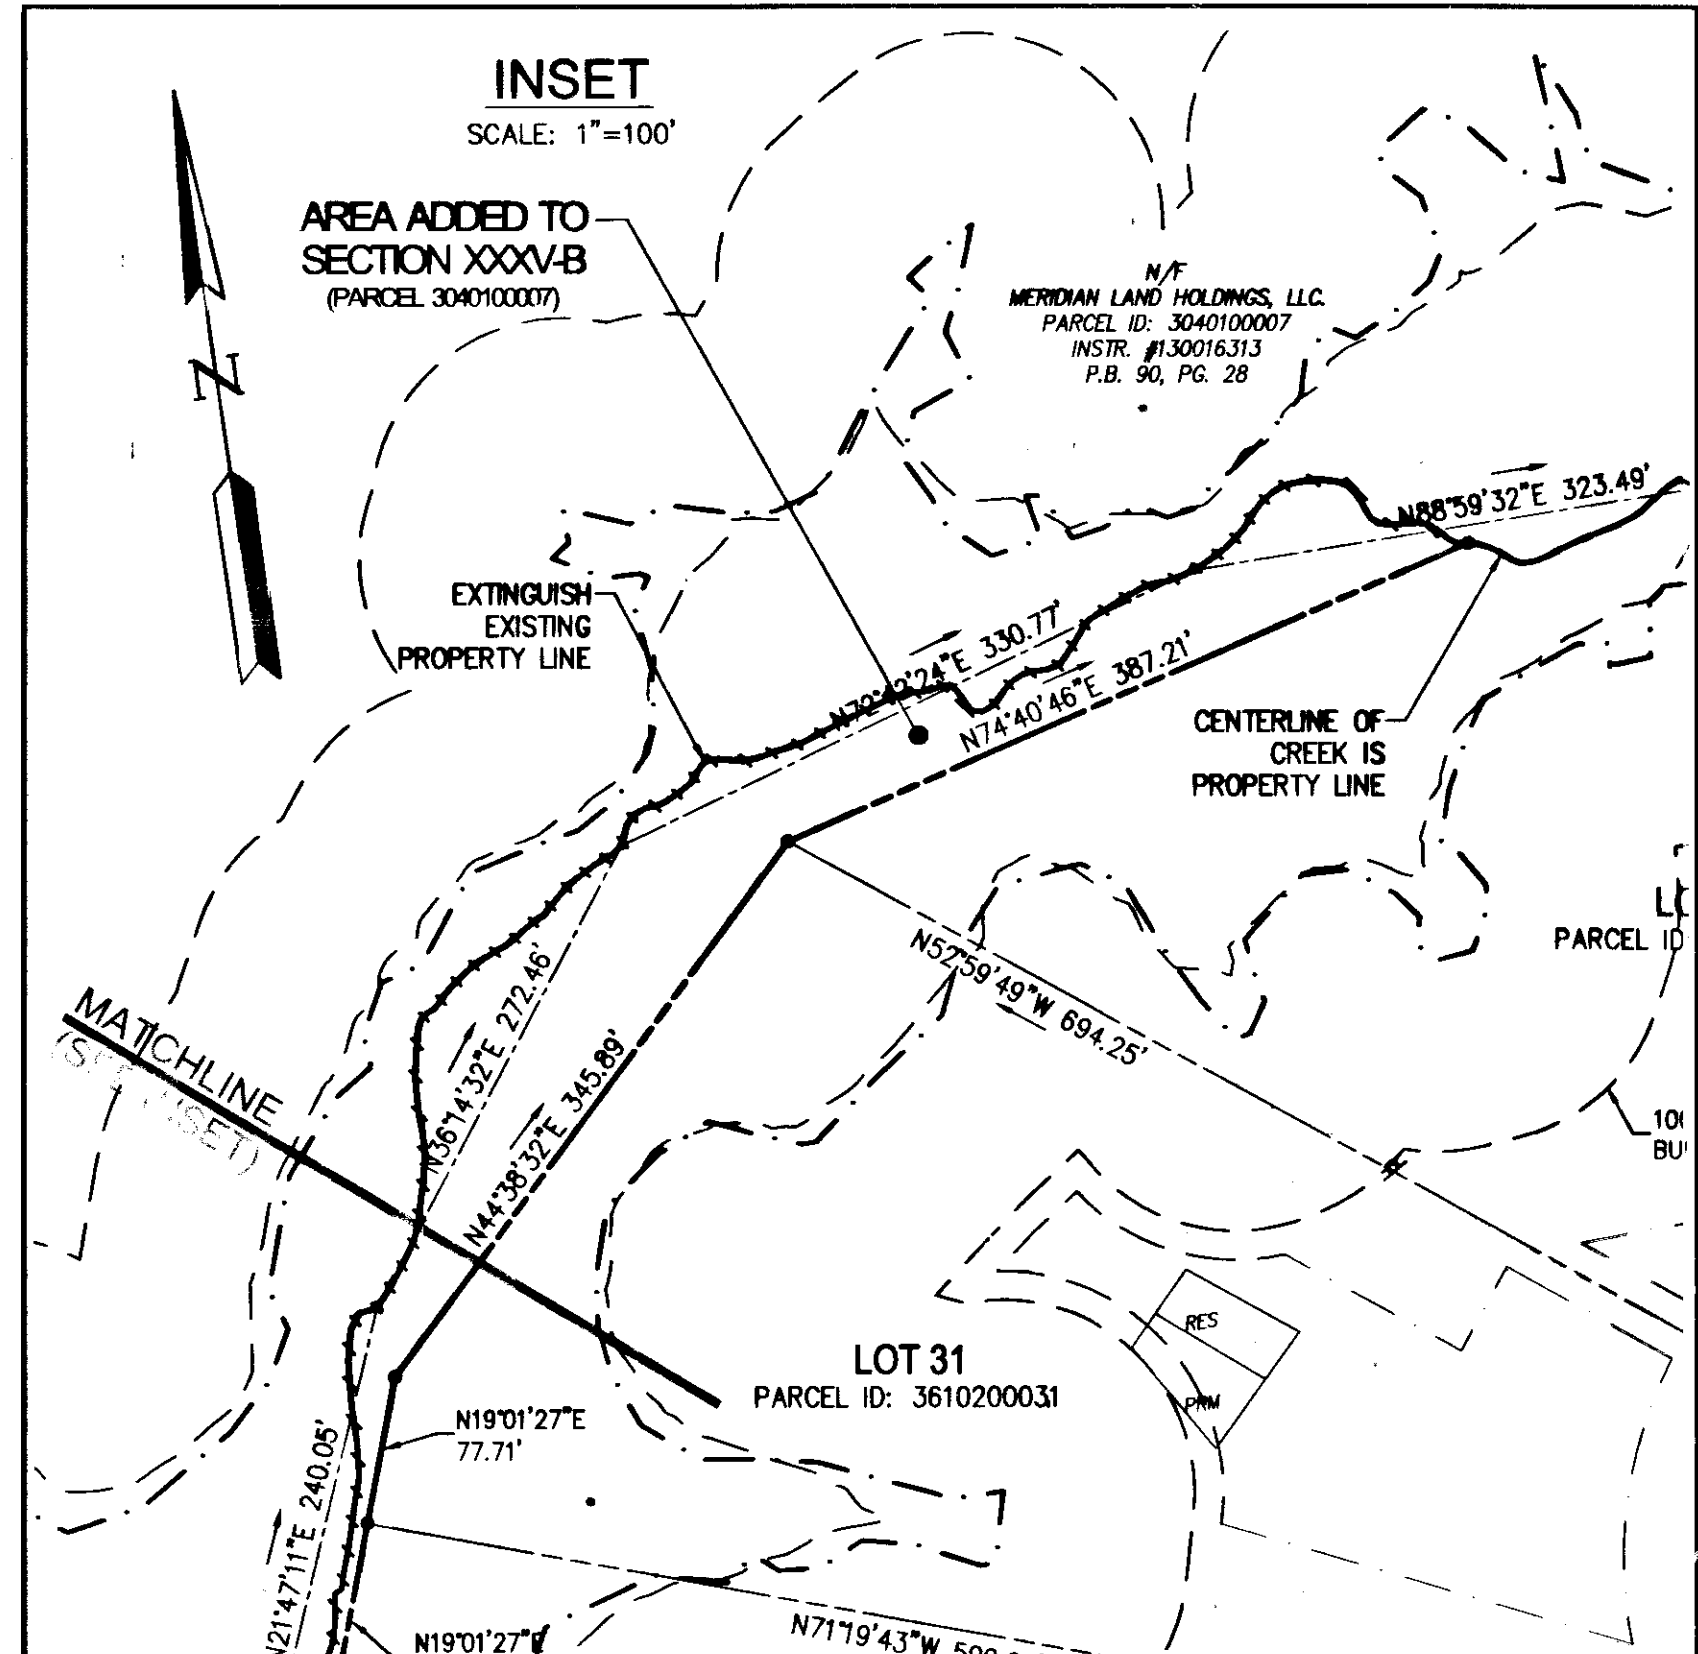 INSET
SCALE: 1"=100'
AREA ADDED TO
SECTION XXXV-B
(PARCEL 3040100007)
N
N/F
MERIDIAN LAND HOLDINGS, LLC.
PARCEL ID: 3040100007
INSTR. #130016313
P.B. 90, PG. 28
N88°59'32"E 323.49'
EXTINGUISH
EXISTING
PROPERTY LINE
330.77'
N74°40'46"E 387.21'
CENTERLINE OF
CREEK IS
PROPERTY LINE
PARCEL ID
N52°59'49"W 694.25'
N36°14'32"E 272.46'
N44°38'32"E 345.89'
MATCHLINE
(SEE INSET)
RES
PRM
LOT 31
PARCEL ID: 3610200031
N19°01'27"E
77.71'
N21°47'11"E 240.05'
N19°01'27"E
N71°19'43"W